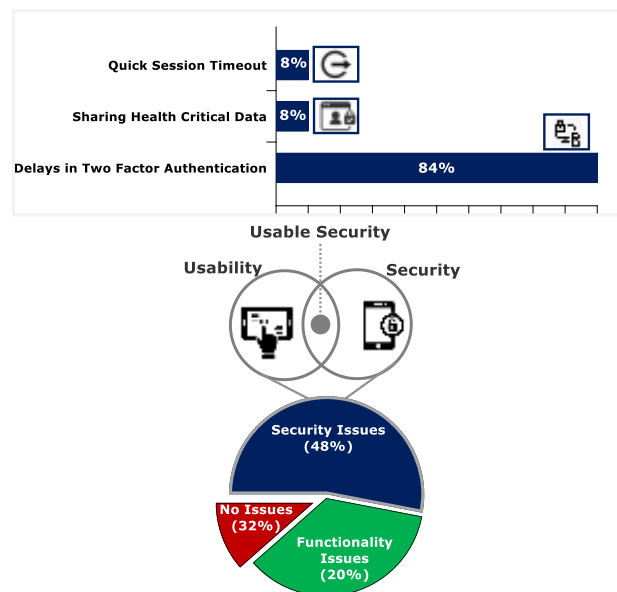 Quick Session Timeout
8%
Sharing Health Critical Data
8%
Delays in Two Factor Authentication
84%
Usable Security
Usability
Security
Security Issues
(48%)
No Issues
(32%)
Functionality
Issues
(20%)